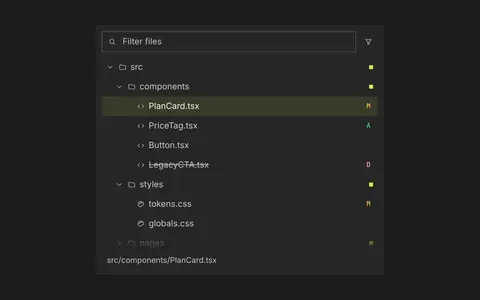 Filter files
src
components
PlanCard.tsx M
PriceTag.tsx A
Button.tsx
LegacyCTA.tsx D
styles
tokens.css M
globals.css
pages M
src/components/PlanCard.tsx